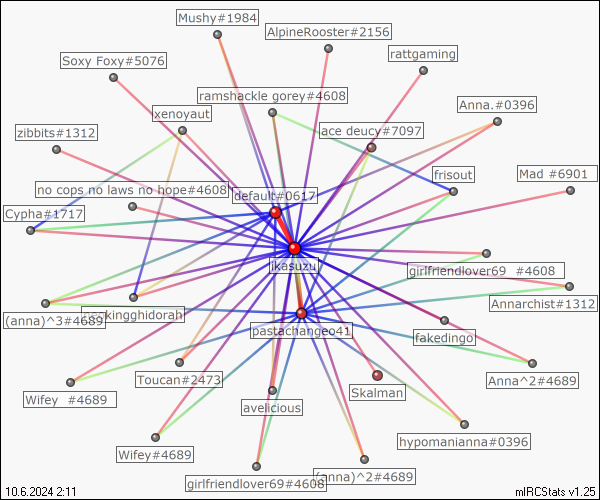 Mushy#1984
AlpineRooster#2156
rattgaming
Soxy Foxy#5076
ramshackle gorey#4608
Anna.#0396
xenoyaut
zibbits#1312
ace deucy#7097
Mad #6901
frisout
no cops no laws no hope#4608
default#0617
Cypha#1717
ikasuzu
girlfriendlover69 #4608
Annarchist#1312
(anna)^3#4689
pastachangeo41
fakedingo
Toucan#2473
Anna^2#4689
Wifey #4689
avelicious
Skalman
hypomanianna#0396
Wifey#4689
girlfriendlover69#4608
(anna)^2#4689
10.6.2024 2:11
mIRCStats v1.25